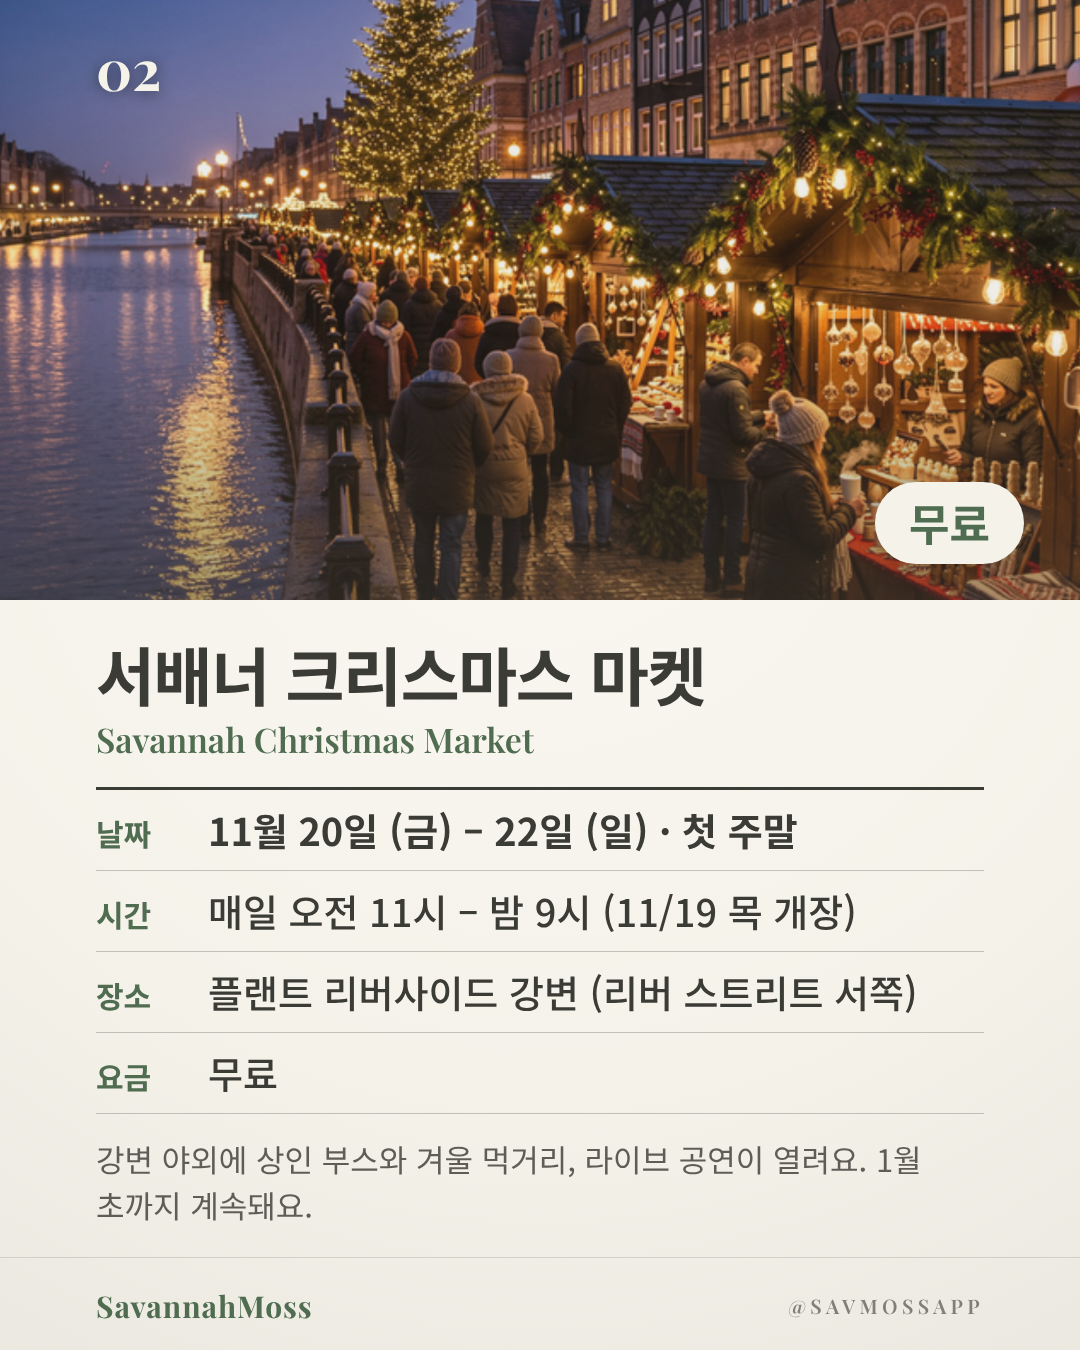 02
무료
서배너 크리스마스 마켓
Savannah Christmas Market
날짜 11월 20일 (금) – 22일 (일) · 첫 주말
시간 매일 오전 11시 – 밤 9시 (11/19 목 개장)
장소 플랜트 리버사이드 강변 (리버 스트리트 서쪽)
요금 무료
강변 야외에 상인 부스와 겨울 먹거리, 라이브 공연이 열려요. 1월
초까지 계속돼요.
SavannahMoss
@SAVMOSSAPP